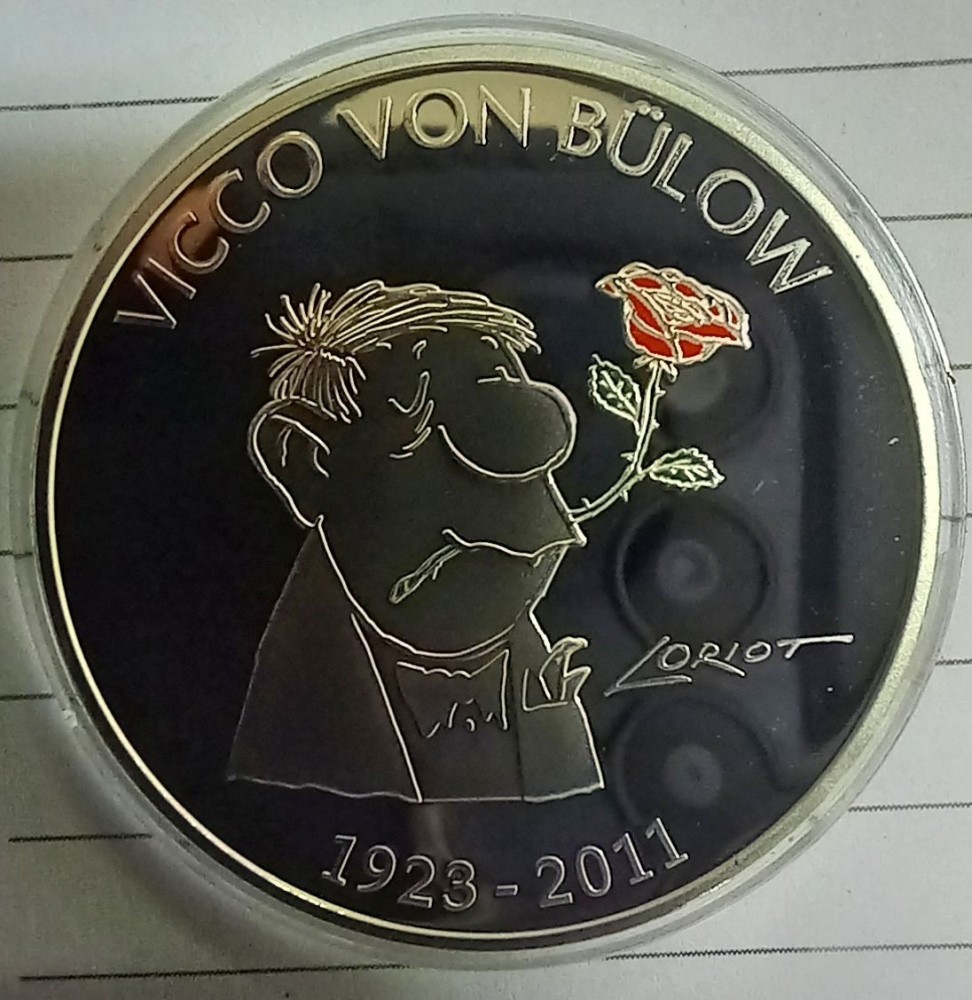 VICCO VON BÜLOW
LORIOT
1923 - 2011